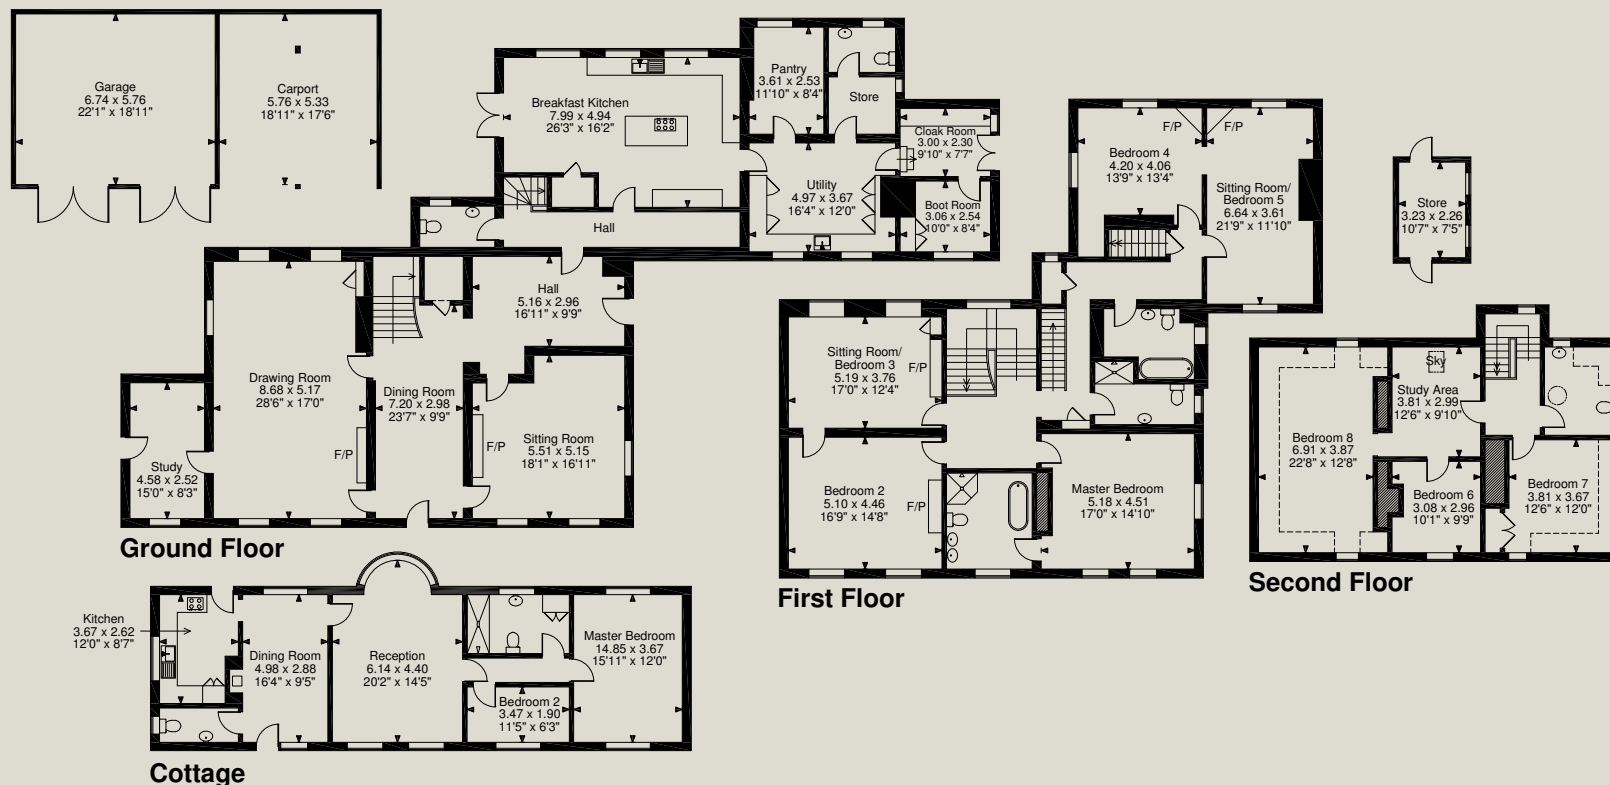 Garage
6.74 x 5.76
22'1" x 18'11"
Carport
5.76 x 5.33
18'11" x 17'6"
Breakfast Kitchen
7.99 x 4.94
26'3" x 16'2"
Pantry
3.61 x 2.53
11'10" x 8'4"
Store
Cloak Room
3.00 x 2.30
9'10" x 7'7"
Utility
4.97 x 3.67
16'4" x 12'0"
Boot Room
3.06 x 2.54
10'0" x 8'4"
Hall
Hall
5.16 x 2.96
16'11" x 9'9"
Drawing Room
8.68 x 5.17
28'6" x 17'0"
F/P
Dining Room
7.20 x 2.98
23'7" x 9'9"
F/P
Sitting Room
5.51 x 5.15
18'1" x 16'11"
Study
4.58 x 2.52
15'0" x 8'3"
Ground Floor
Kitchen
3.67 x 2.62
12'0" x 8'7"
Dining Room
4.98 x 2.88
16'4" x 9'5"
Reception
6.14 x 4.40
20'2" x 14'5"
Master Bedroom
14.85 x 3.67
15'11" x 12'0"
Bedroom 2
3.47 x 1.90
11'5" x 6'3"
Cottage
F/P
F/P
Bedroom 4
4.20 x 4.06
13'9" x 13'4"
Sitting Room/
Bedroom 5
6.64 x 3.61
21'9" x 11'10"
Sitting Room/
Bedroom 3
5.19 x 3.76
17'0" x 12'4"
F/P
Bedroom 2
5.10 x 4.46
16'9" x 14'8"
F/P
Master Bedroom
5.18 x 4.51
17'0" x 14'10"
First Floor
Store
3.23 x 2.26
10'7" x 7'5"
Sky
Study Area
3.81 x 2.99
12'6" x 9'10"
Bedroom 8
6.91 x 3.87
22'8" x 12'8"
Bedroom 6
3.08 x 2.96
10'1" x 9'9"
Bedroom 7
3.81 x 3.67
12'6" x 12'0"
Second Floor